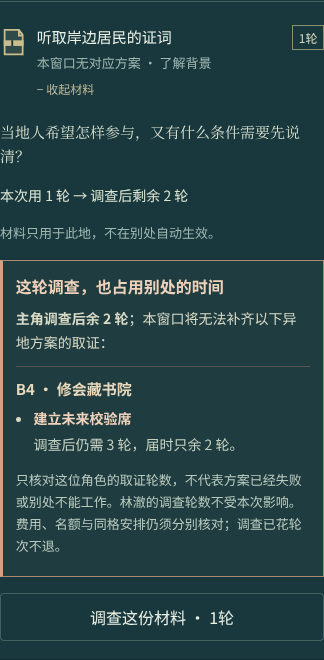 听取岸边居民的证词
1轮
本窗口无对应方案 · 了解背景
− 收起材料
当地人希望怎样参与，又有什么条件需要先说
清？
本次用 1 轮 → 调查后剩余 2 轮
材料只用于此地，不在别处自动生效。
这轮调查，也占用别处的时间
主角调查后余 2 轮；本窗口将无法补齐以下异
地方案的取证：
B4 · 修会藏书院
• 建立未来校验席
调查后仍需 3 轮，届时只余 2 轮。
只核对这位角色的取证轮数，不代表方案已经失败
或别处不能工作。林澈的调查轮数不受本次影响。
费用、名额与同格安排仍须分别核对；调查已花轮
次不退。
调查这份材料 · 1轮